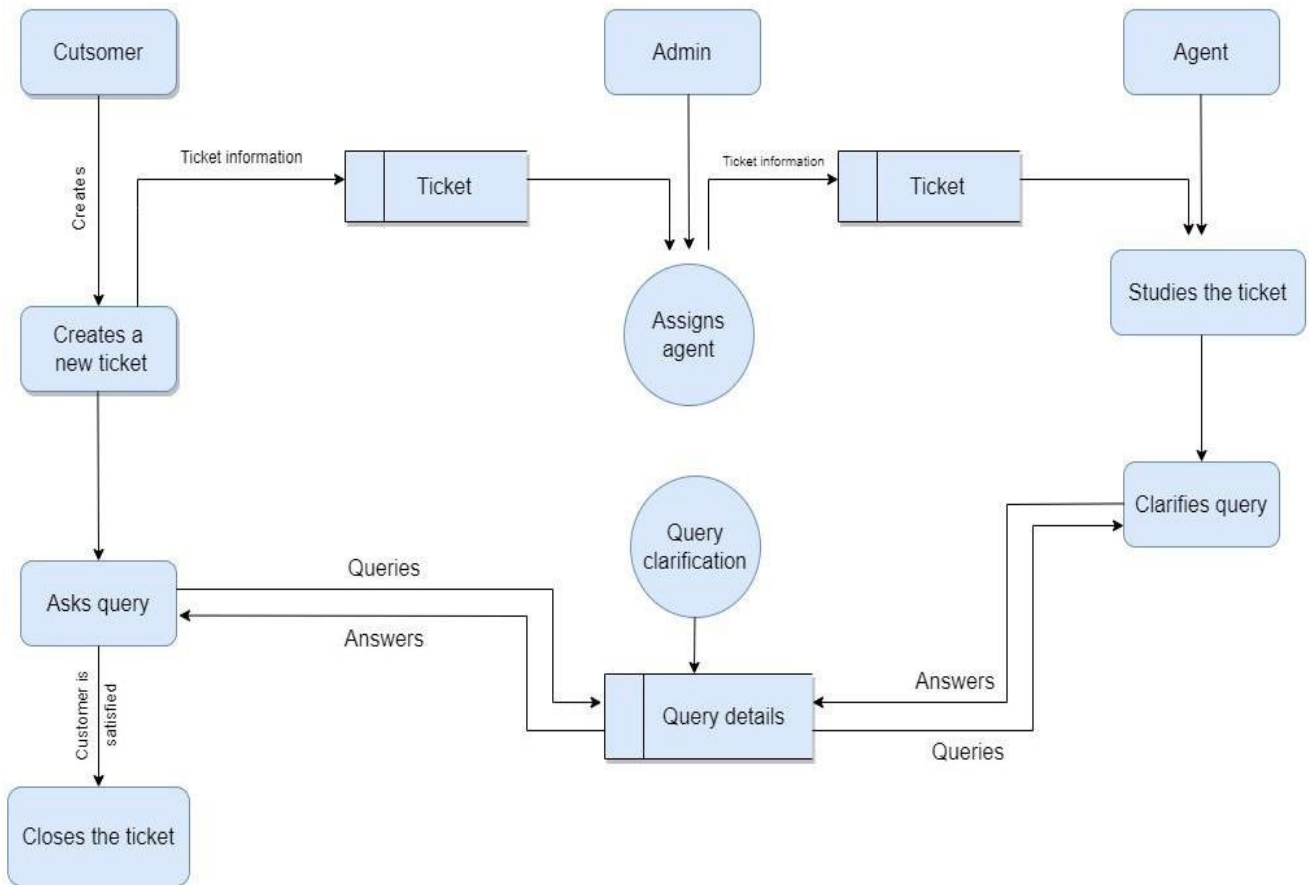 Cutsomer
Admin
Agent
Creates
Ticket information
Ticket
Ticket information
Ticket
Creates a
new ticket
Assigns
agent
Studies the ticket
Clarifies query
Query
clarification
Asks query
Queries
Answers
Customer is
satisfied
Query details
Answers
Queries
Closes the ticket